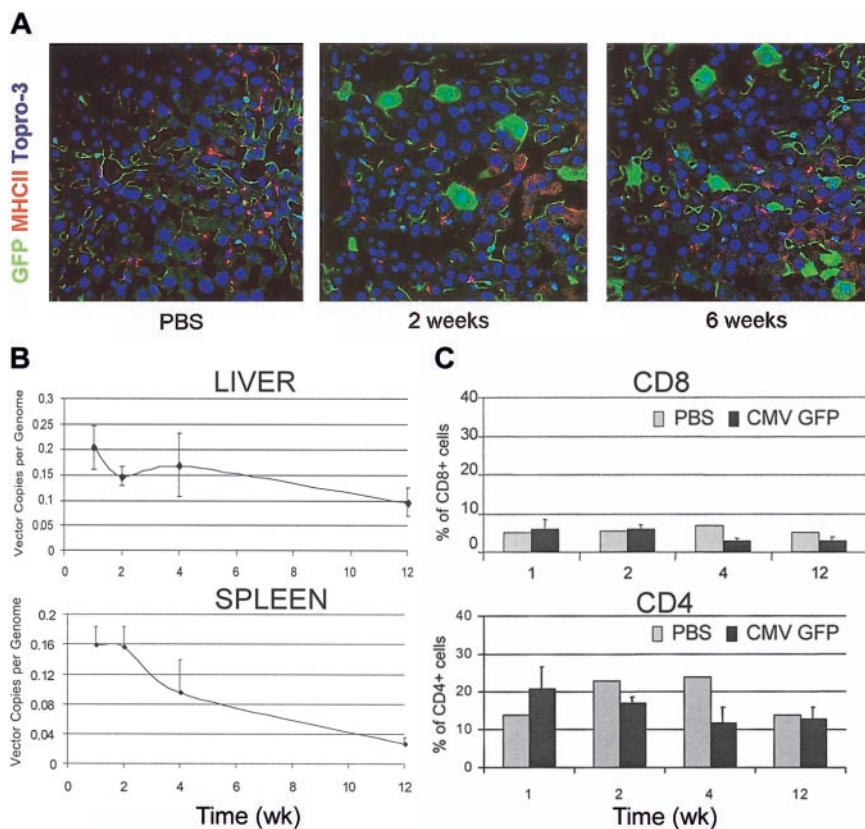 A
GFP MHCII Topro-3
PBS
2 weeks
6 weeks
B
LIVER
Vector Copies per Genome
0.3
0.25
0.2
0.15
0.1
0.05
0
0 2 4 6 8 10 12
SPLEEN
Vector Copies per Genome
0.2
0.16
0.12
0.08
0.04
0
0 2 4 6 8 10 12
Time (wk)
C
CD8
PBS CMV GFP
% of CD8+ cells
40
30
20
10
0
1 2 4 12
CD4
PBS CMV GFP
% of CD4+ cells
40
30
20
10
0
1 2 4 12
Time (wk)